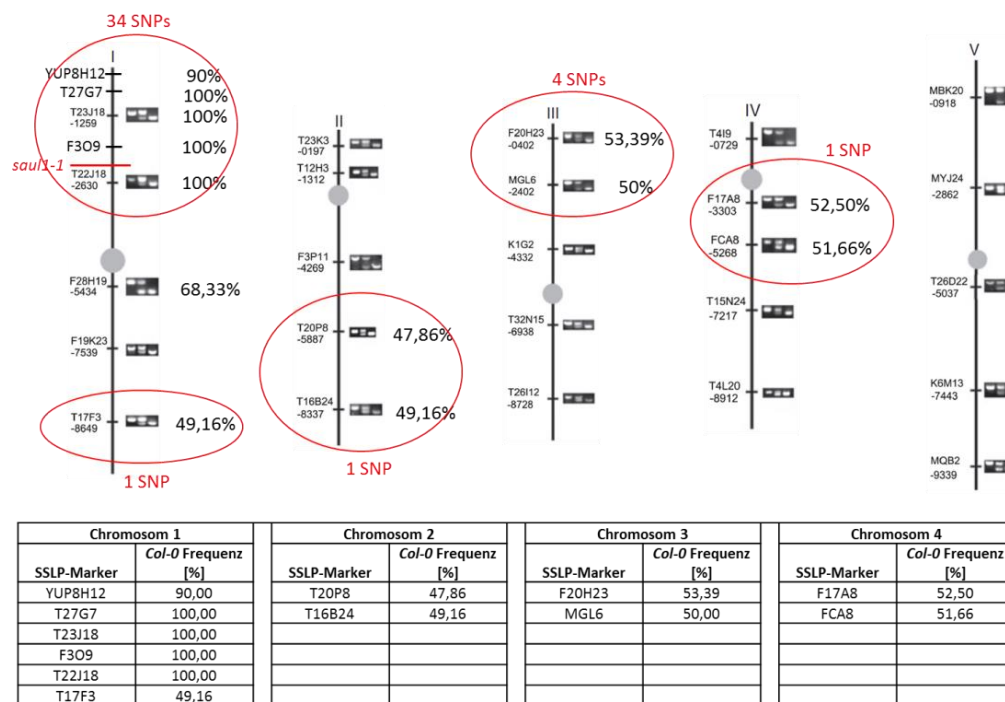 34 SNPs
I
YUP8H12
90%
T27G7
100%
T23J18
-1259
100%
F3O9
100%
saul1-1
T22J18
-2630
100%
F28H19
-5434
68,33%
F19K23
-7539
T17F3
-8649
49,16%
1 SNP
II
T23K3
-0197
T12H3
-1312
F3P11
-4269
T20P8
-5887
47,86%
T16B24
-8337
49,16%
1 SNP
4 SNPs
III
F20H23
-0402
53,39%
MGL6
-2402
50%
K1G2
-4332
T32N15
-6938
T26I12
-8728
IV
T4I9
-0729
1 SNP
F17A8
-3303
52,50%
FCA8
-5268
51,66%
T15N24
-7217
T4L20
-8912
V
MBK20
-0918
MYJ24
-2862
T26D22
-5037
K6M13
-7443
MQB2
-9339
Chromosom 1
SSLP-Marker Col-0 Frequenz [%]
YUP8H12 90,00
T27G7 100,00
T23J18 100,00
F3O9 100,00
T22J18 100,00
T17F3 49,16
Chromosom 2
SSLP-Marker Col-0 Frequenz [%]
T20P8 47,86
T16B24 49,16
Chromosom 3
SSLP-Marker Col-0 Frequenz [%]
F20H23 53,39
MGL6 50,00
Chromosom 4
SSLP-Marker Col-0 Frequenz [%]
F17A8 52,50
FCA8 51,66